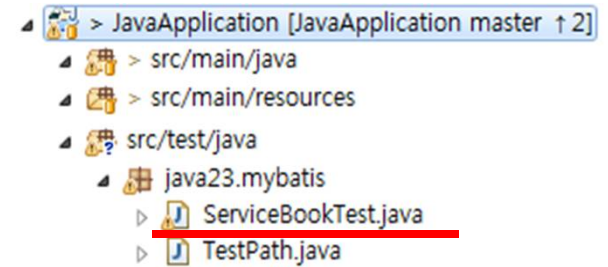 > JavaApplication [JavaApplication master ↑2]
> src/main/java
> src/main/resources
src/test/java
java23.mybatis
ServiceBookTest.java
TestPath.java